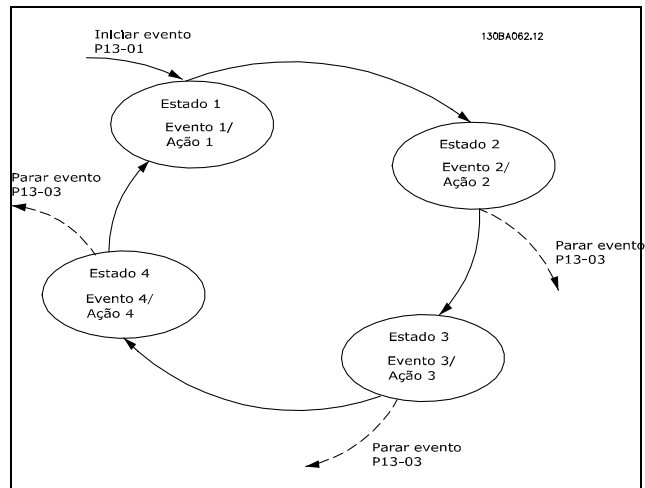 Iniciar evento
P13-01
130BA062.12
Estado 1
Evento 1/
Ação 1
Estado 2
Evento 2/
Ação 2
Parar evento
P13-03
Parar evento
P13-03
Estado 4
Evento 4/
Ação 4
Estado 3
Evento 3/
Ação 3
Parar evento
P13-03